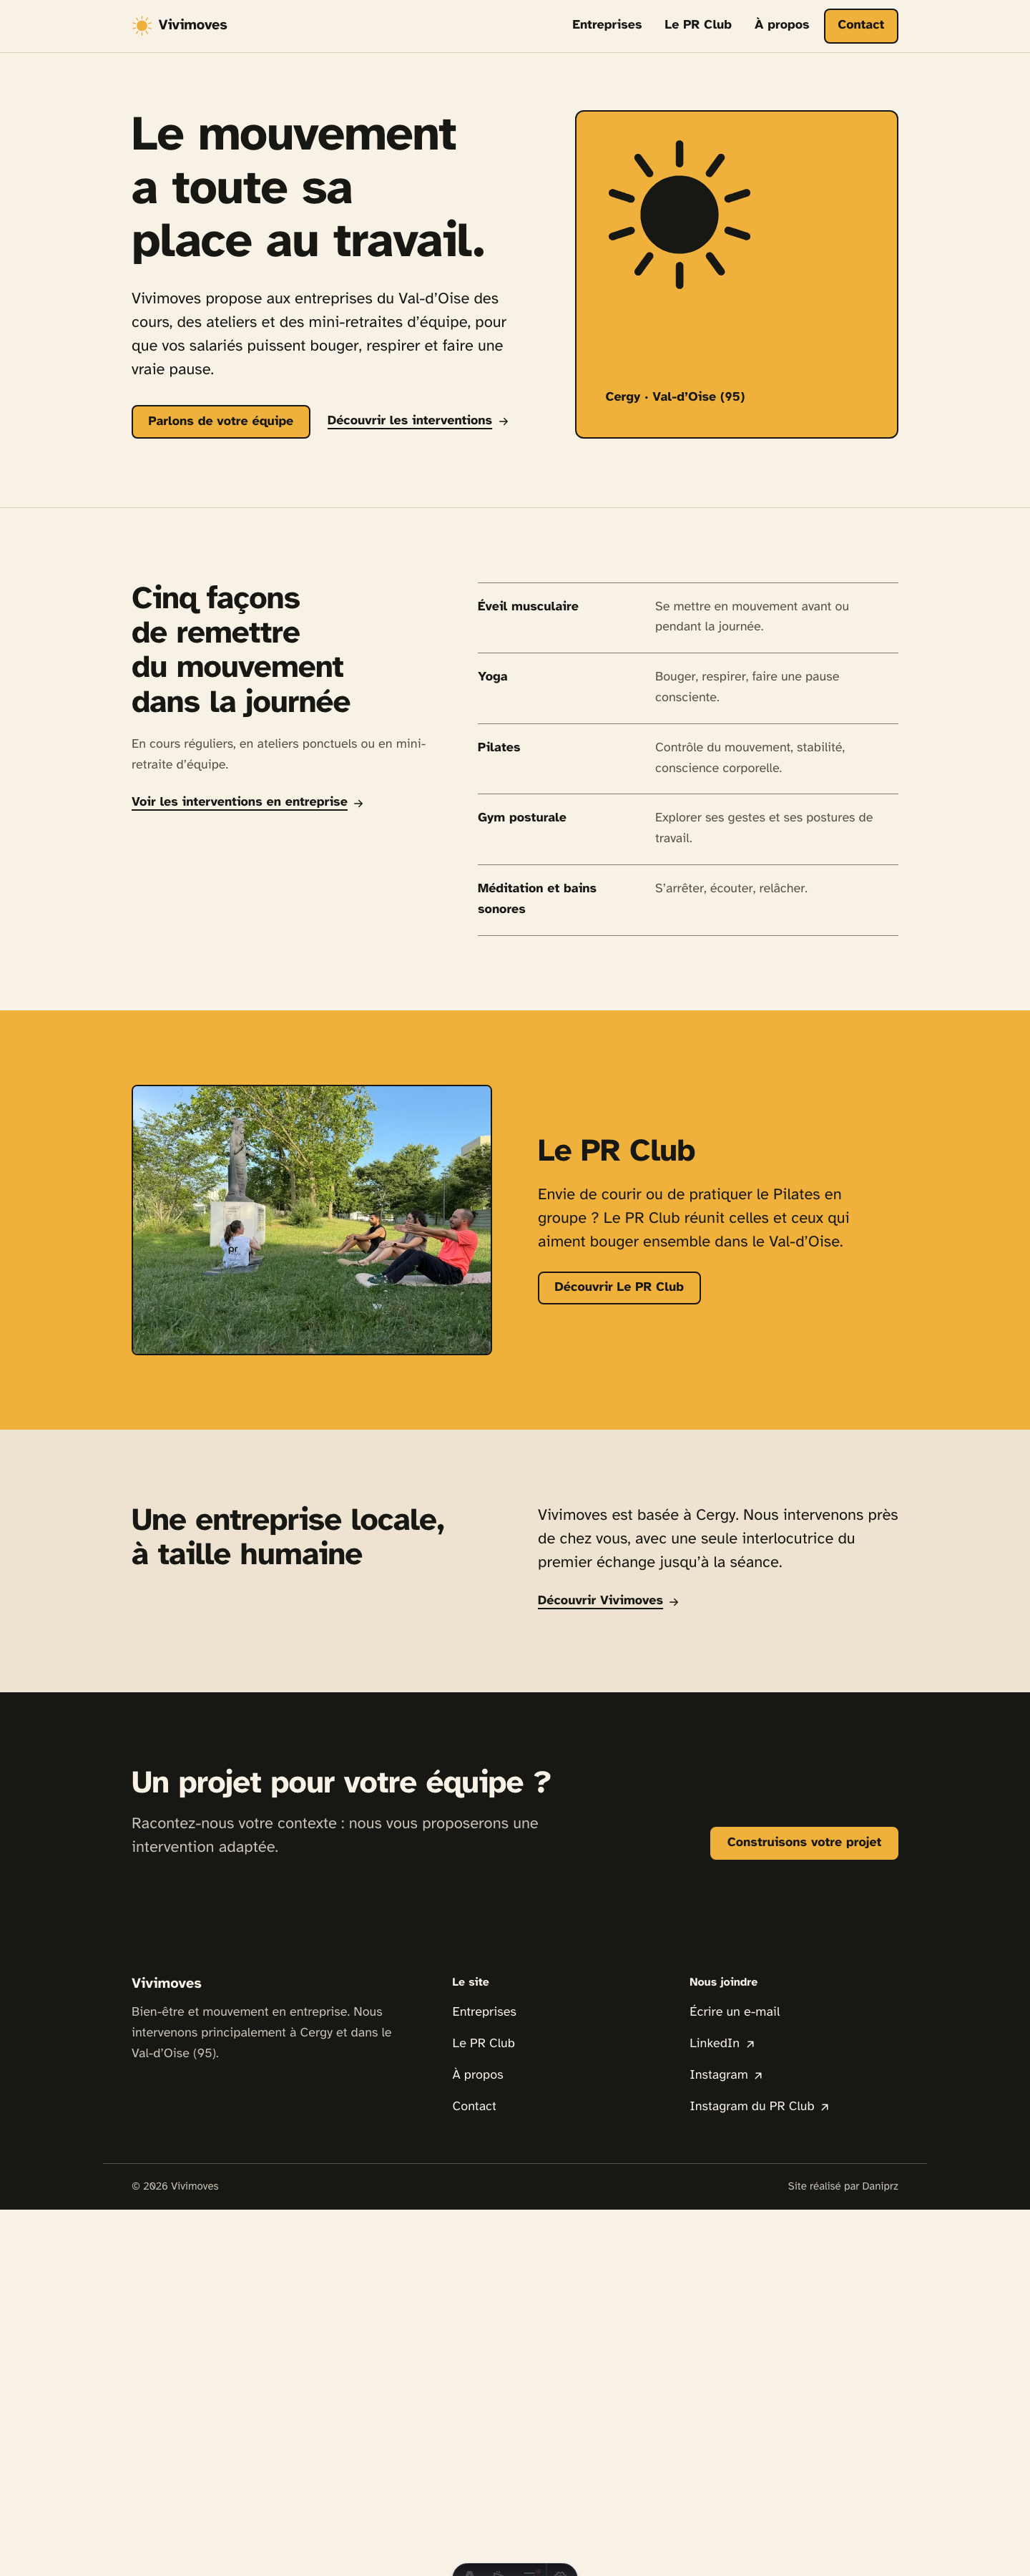 Vivimoves
Entreprises
Le PR Club
À propos
Contact
Le mouvement
a toute sa
place au travail.
Vivimoves propose aux entreprises du Val-d’Oise des
cours, des ateliers et des mini-retraites d’équipe, pour
que vos salariés puissent bouger, respirer et faire une
vraie pause.
Parlons de votre équipe
Découvrir les interventions →
Cergy · Val-d’Oise (95)
Cinq façons
de remettre
du mouvement
dans la journée
En cours réguliers, en ateliers ponctuels ou en mini-
retraite d’équipe.
Voir les interventions en entreprise →
Éveil musculaire
Se mettre en mouvement avant ou
pendant la journée.
Yoga
Bouger, respirer, faire une pause
consciente.
Pilates
Contrôle du mouvement, stabilité,
conscience corporelle.
Gym posturale
Explorer ses gestes et ses postures de
travail.
Méditation et bains
sonores
S’arrêter, écouter, relâcher.
pr
Le PR Club
Envie de courir ou de pratiquer le Pilates en
groupe ? Le PR Club réunit celles et ceux qui
aiment bouger ensemble dans le Val-d’Oise.
Découvrir Le PR Club
Une entreprise locale,
à taille humaine
Vivimoves est basée à Cergy. Nous intervenons près
de chez vous, avec une seule interlocutrice du
premier échange jusqu’à la séance.
Découvrir Vivimoves →
Un projet pour votre équipe ?
Racontez-nous votre contexte : nous vous proposerons une
intervention adaptée.
Construisons votre projet
Vivimoves
Bien-être et mouvement en entreprise. Nous
intervenons principalement à Cergy et dans le
Val-d’Oise (95).
Le site
Entreprises
Le PR Club
À propos
Contact
Nous joindre
Écrire un e-mail
LinkedIn ↗
Instagram ↗
Instagram du PR Club ↗
© 2026 Vivimoves
Site réalisé par Daniprz